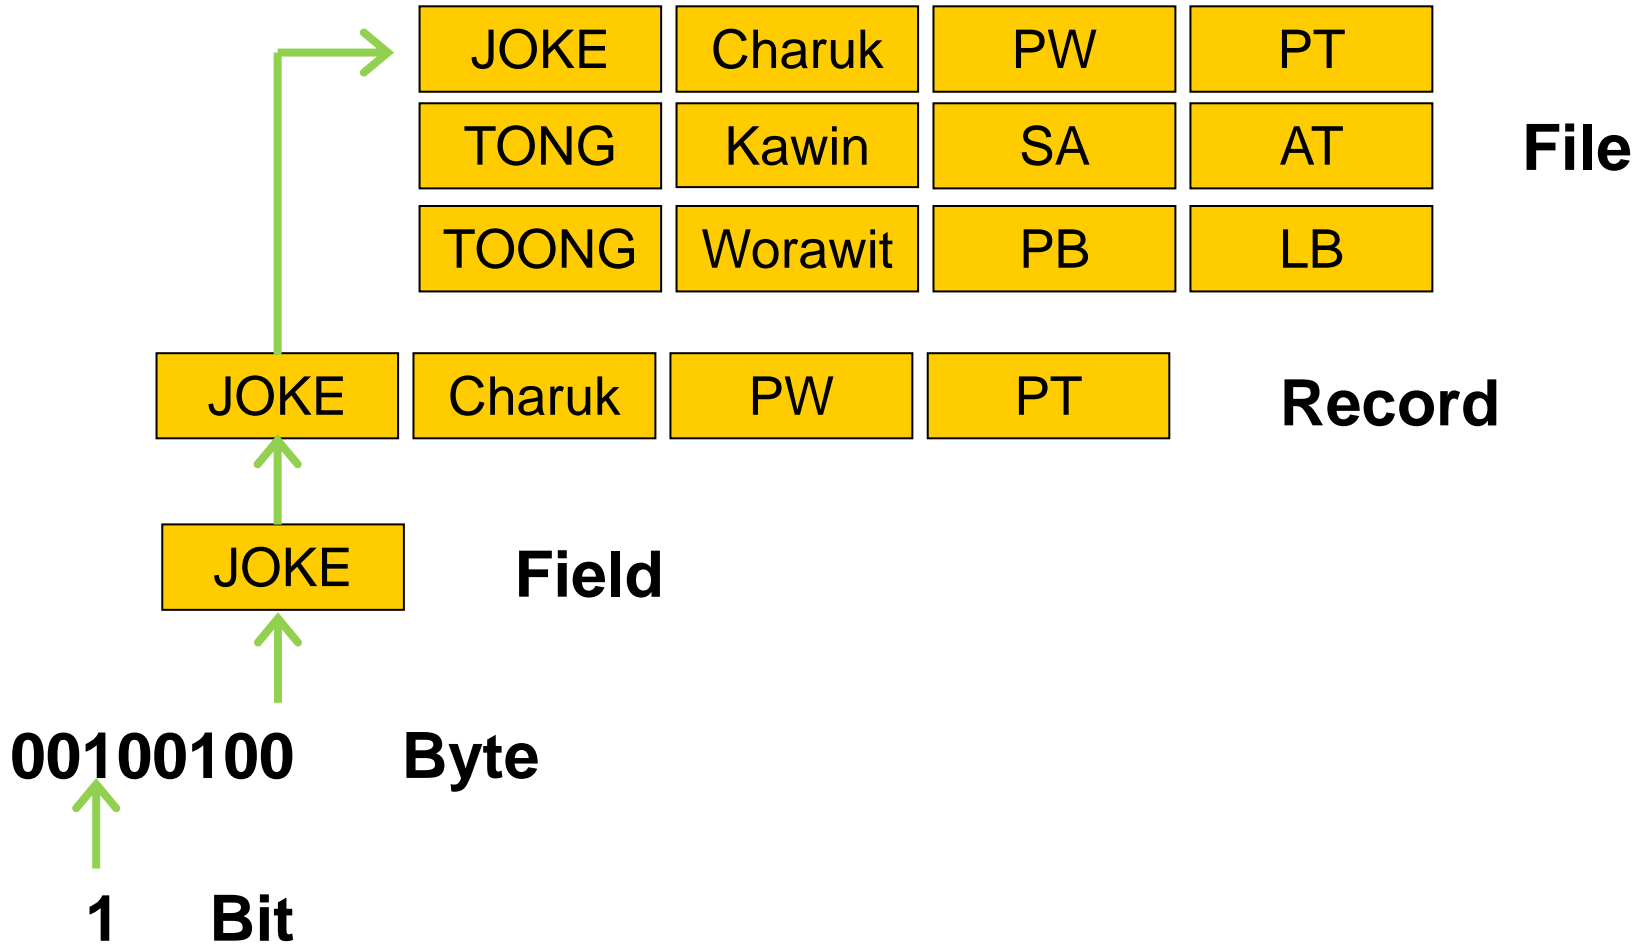 JOKE Charuk PW PT
TONG Kawin SA AT File
TOONG Worawit PB LB
JOKE Charuk PW PT Record
JOKE Field
00100100 Byte
1 Bit